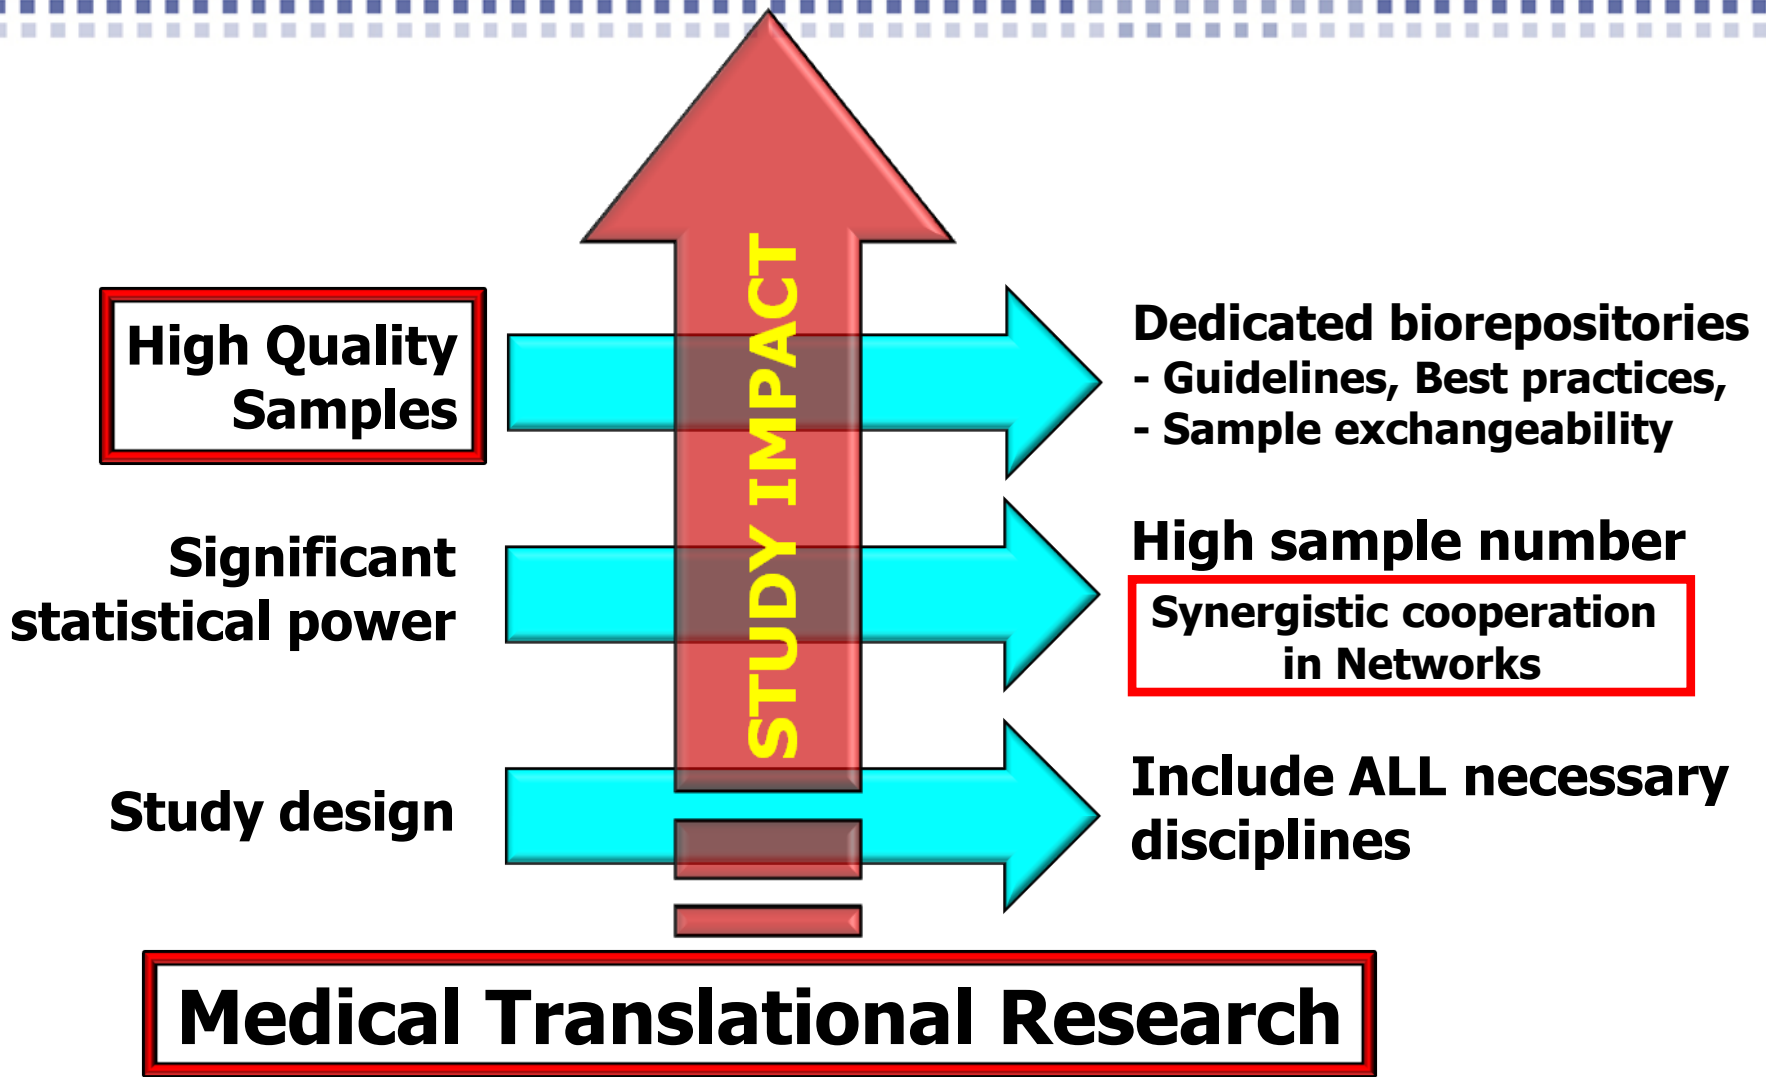 High Quality
Samples
STUDY IMPACT
Dedicated biorepositories
- Guidelines, Best practices,
- Sample exchangeability
Significant
statistical power
High sample number
Synergistic cooperation
in Networks
Study design
Include ALL necessary
disciplines
Medical Translational Research